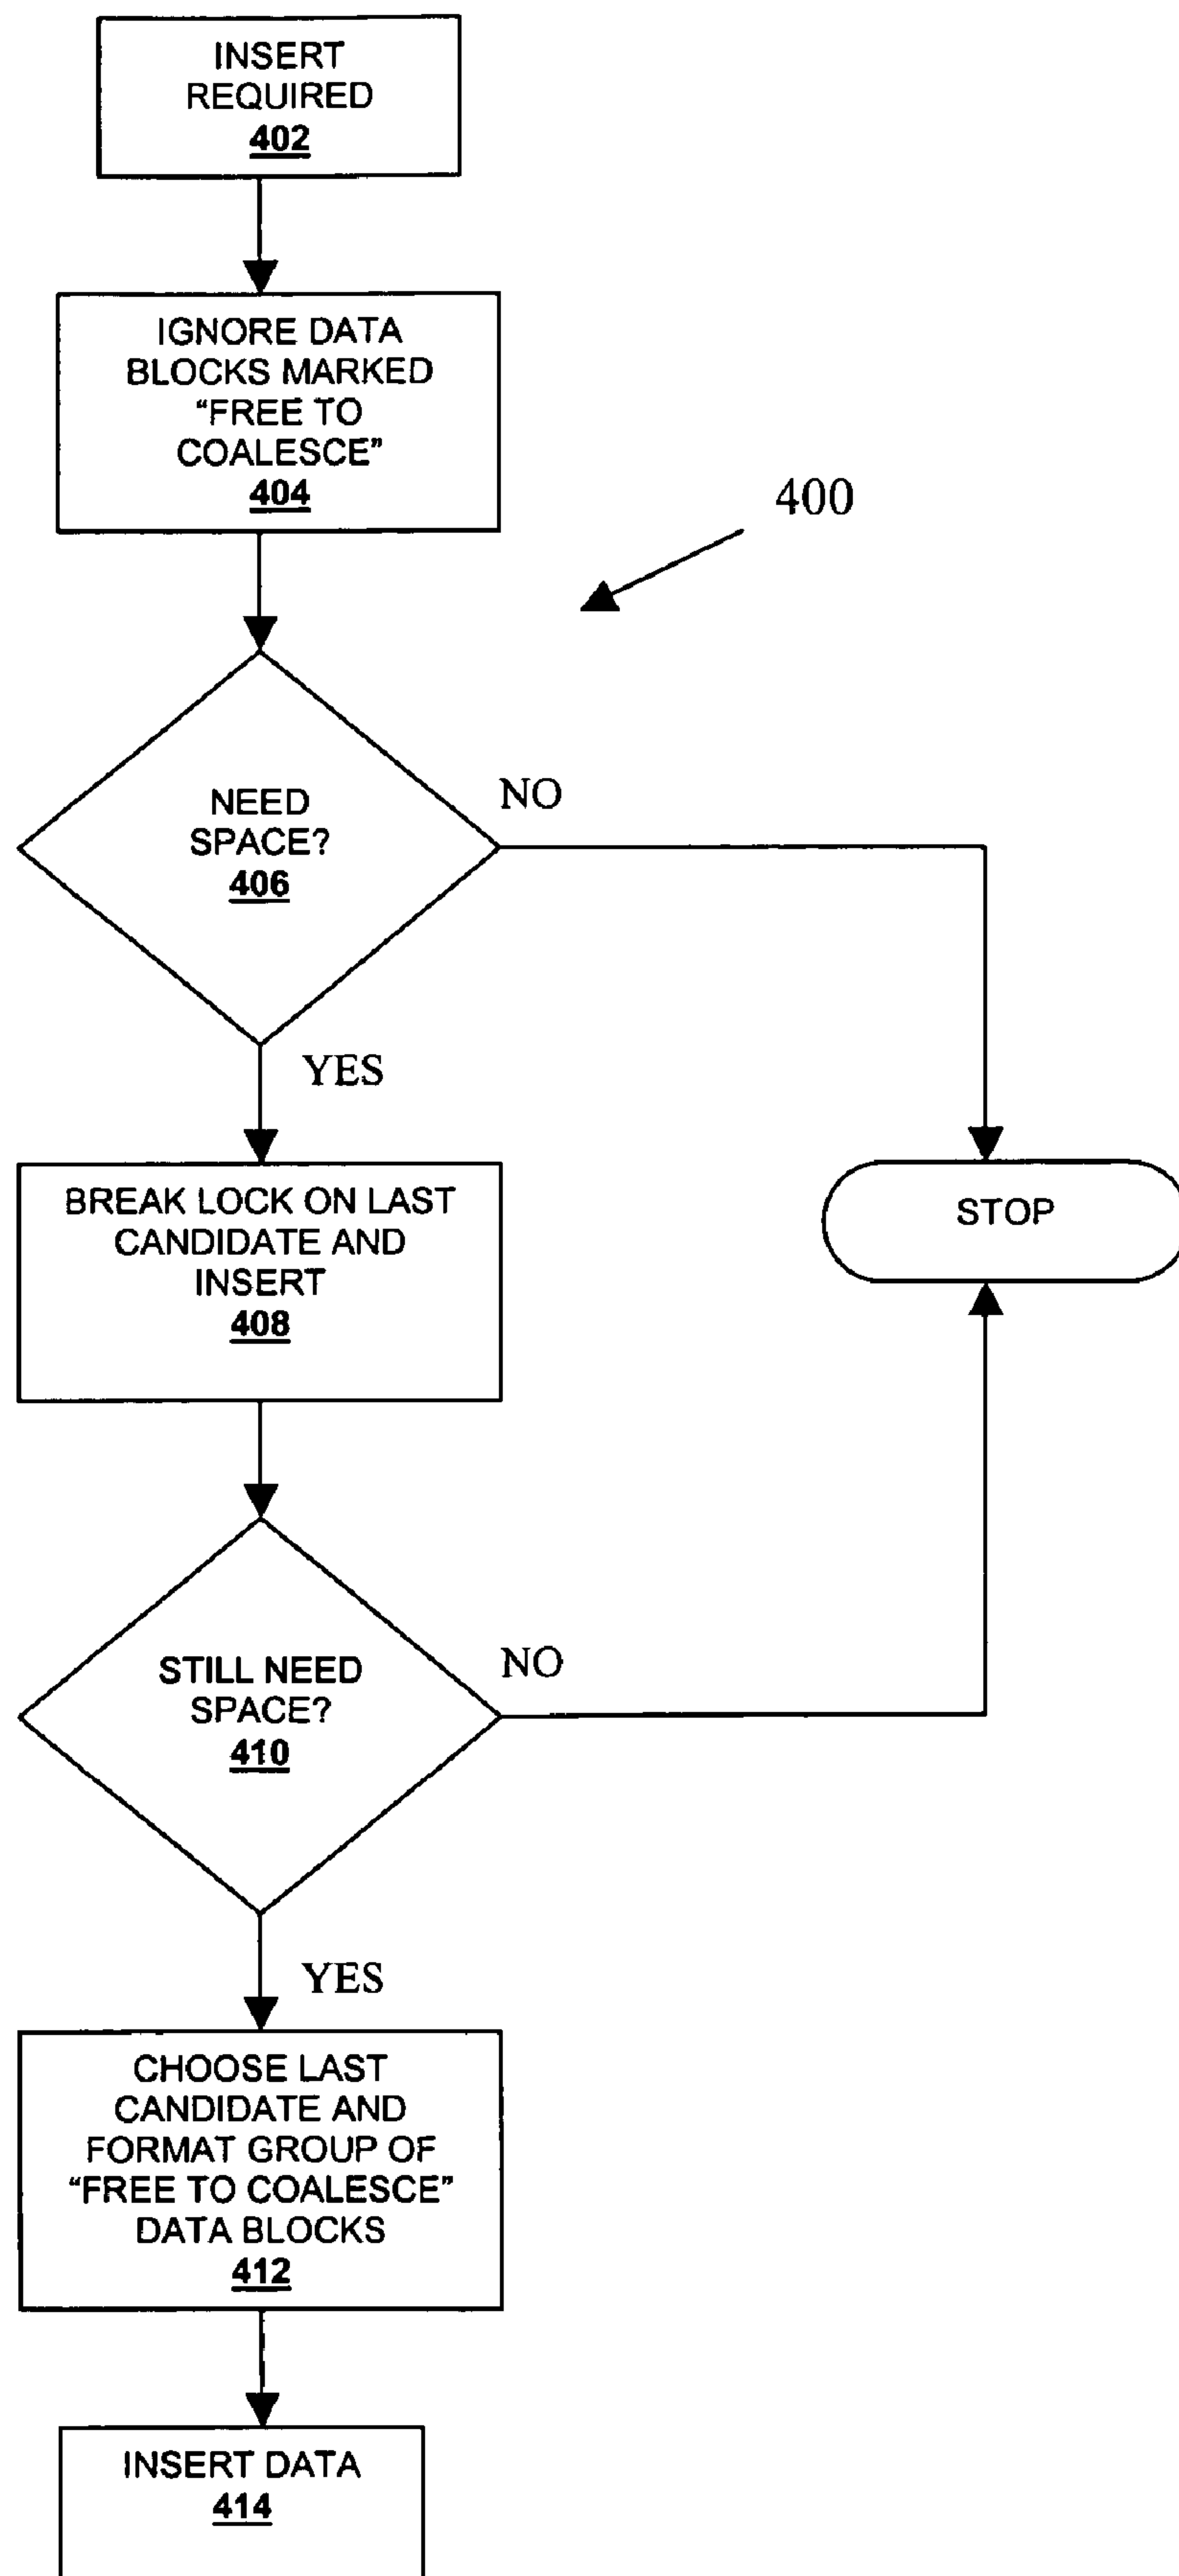 INSERT
REQUIRED
402
IGNORE DATA
BLOCKS MARKED
“FREE TO
COALESCE”
404
400
NEED
SPACE?
406
NO
YES
BREAK LOCK ON LAST
CANDIDATE AND
INSERT
408
STOP
STILL NEED
SPACE?
410
NO
YES
CHOOSE LAST
CANDIDATE AND
FORMAT GROUP OF
“FREE TO COALESCE”
DATA BLOCKS
412
INSERT DATA
414